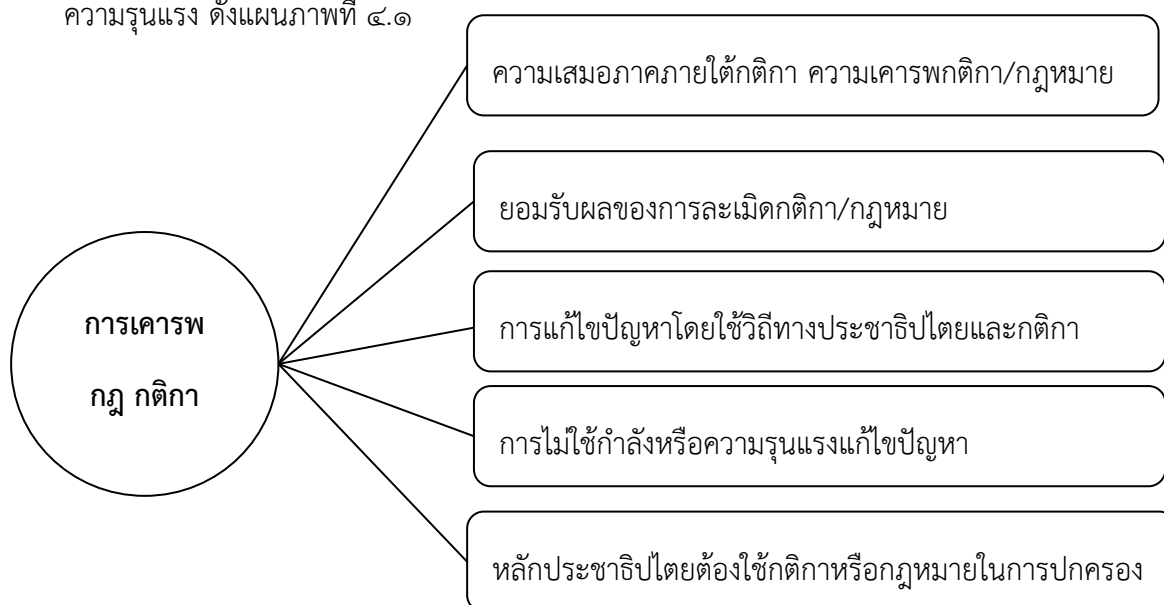 ความรุนแรง ดังแผนภาพที่ ๔.๑
ความเสมอภาคภายใต้กติกา ความเคารพกติกา/กฎหมาย
ยอมรับผลของการละเมิดกติกา/กฎหมาย
การเคารพ
กฎ กติกา
การแก้ไขปัญหาโดยใช้วิถีทางประชาธิปไตยและกติกา
การไม่ใช้กำลังหรือความรุนแรงแก้ไขปัญหา
หลักประชาธิปไตยต้องใช้กติกาหรือกฎหมายในการปกครอง